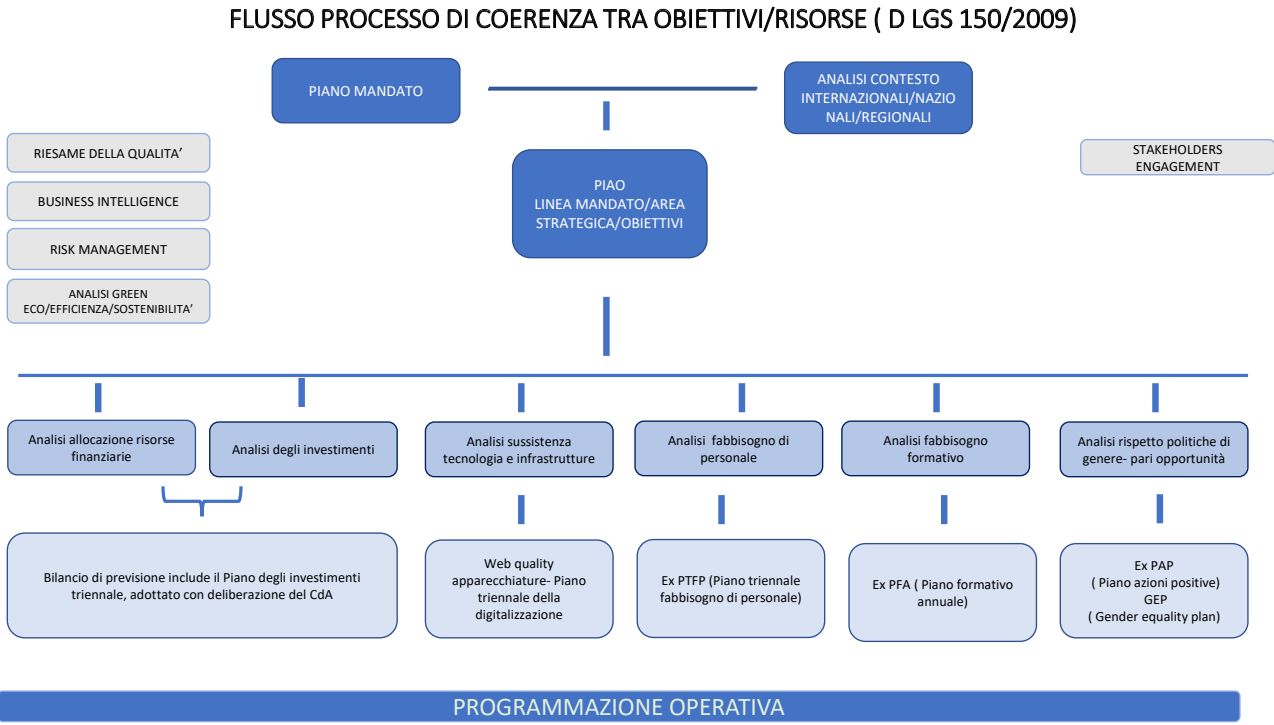 FLUSSO PROCESSO DI COERENZA TRA OBIETTIVI/RISORSE ( D LGS 150/2009)
PIANO MANDATO
ANALISI CONTESTO
INTERNAZIONALI/NAZIO
NALI/REGIONALI
RIESAME DELLA QUALITA’
BUSINESS INTELLIGENCE
RISK MANAGEMENT
ANALISI GREEN
ECO/EFFICIENZA/SOSTENIBILITA’
STAKEHOLDERS
ENGAGEMENT
PIAO
LINEA MANDATO/AREA
STRATEGICA/OBIETTIVI
Analisi allocazione risorse
finanziarie
Analisi degli investimenti
Analisi sussistenza
tecnologia e infrastrutture
Analisi fabbisogno di
personale
Analisi fabbisogno
formativo
Analisi rispetto politiche di
genere- pari opportunità
Bilancio di previsione include il Piano degli investimenti
triennale, adottato con deliberazione del CdA
Web quality
apparecchiature- Piano
triennale della
digitalizzazione
Ex PTFP (Piano triennale
fabbisogno di personale)
Ex PFA ( Piano formativo
annuale)
Ex PAP
( Piano azioni positive)
GEP
( Gender equality plan)
PROGRAMMAZIONE OPERATIVA